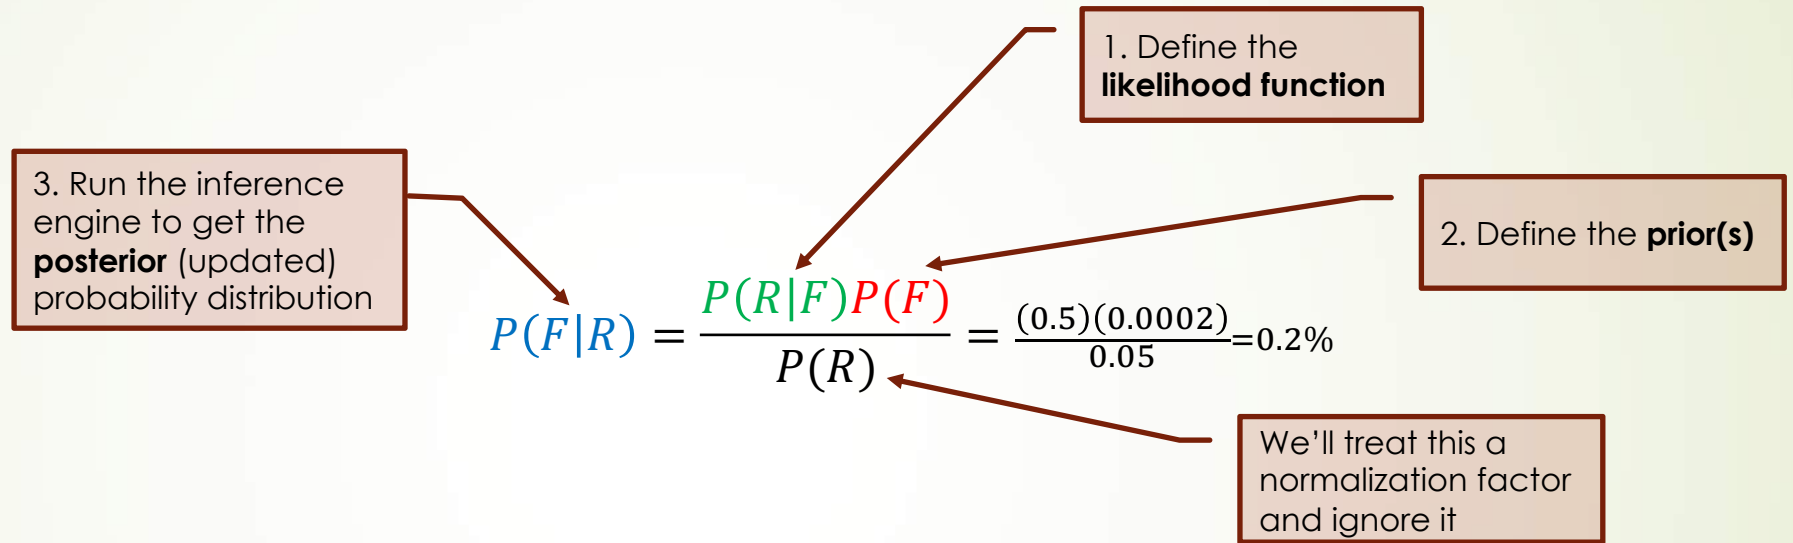 1. Define the
likelihood function
3. Run the inference
engine to get the
posterior (updated)
probability distribution
2. Define the prior(s)
P(F|R) = P(R|F)P(F) / P(R) = (0.5)(0.0002) / 0.05 =0.2%
We’ll treat this a
normalization factor
and ignore it